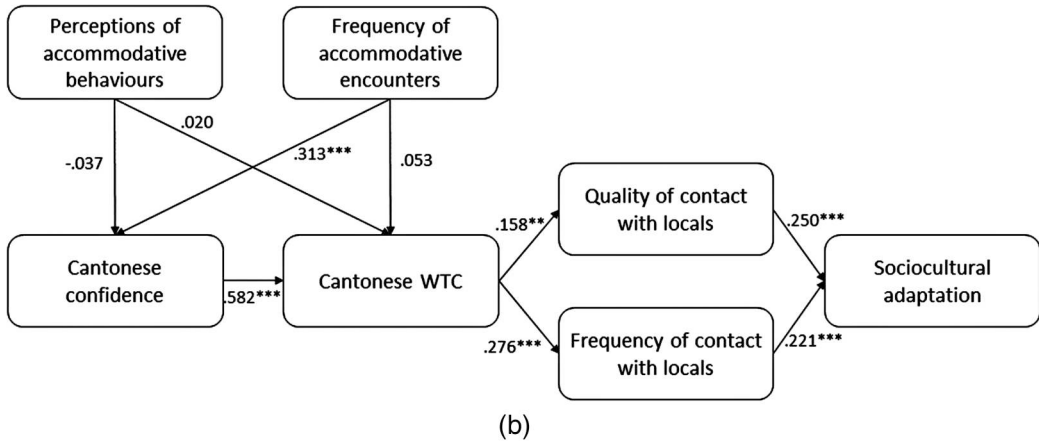 Perceptions of
accommodative
behaviours
Frequency of
accommodative
encounters
.020
-.037
.313***
.053
Quality of contact
with locals
.158**
.250***
Cantonese
confidence
.582***
Cantonese WTC
Sociocultural
adaptation
.276***
Frequency of contact
with locals
.221***
(b)